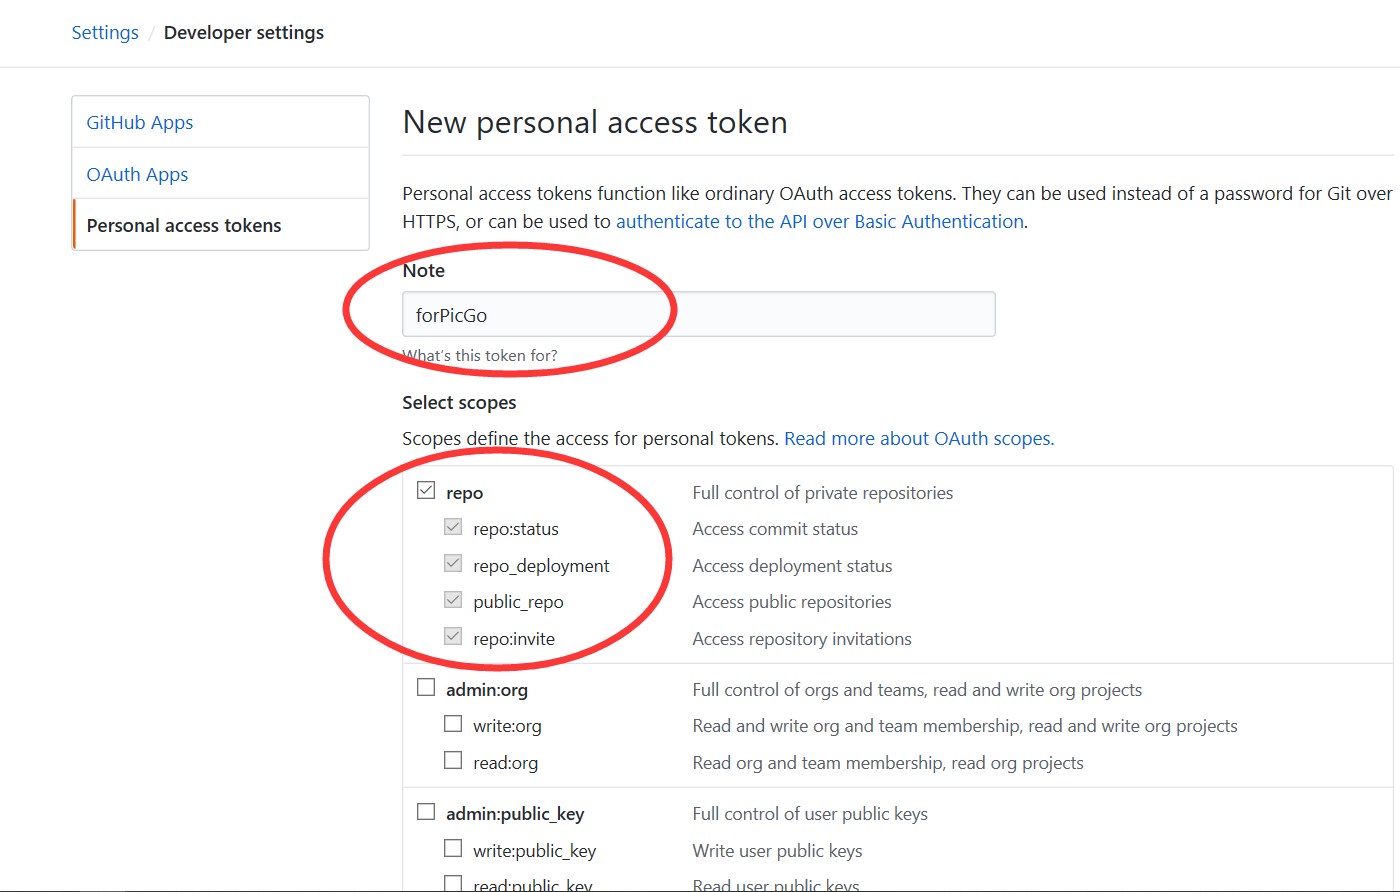 Settings / Developer settings
GitHub Apps
OAuth Apps
Personal access tokens
New personal access token
Personal access tokens function like ordinary OAuth access tokens. They can be used instead of a password for Git over
HTTPS, or can be used to authenticate to the API over Basic Authentication.
Note
forPicGo
What's this token for?
Select scopes
Scopes define the access for personal tokens. Read more about OAuth scopes.
repo Full control of private repositories
repo:status Access commit status
repo_deployment Access deployment status
public_repo Access public repositories
repo:invite Access repository invitations
admin:org Full control of orgs and teams, read and write org projects
write:org Read and write org and team membership, read and write org projects
read:org Read org and team membership, read org projects
admin:public_key Full control of user public keys
write:public_key Write user public keys
read:public_key Read user public keys